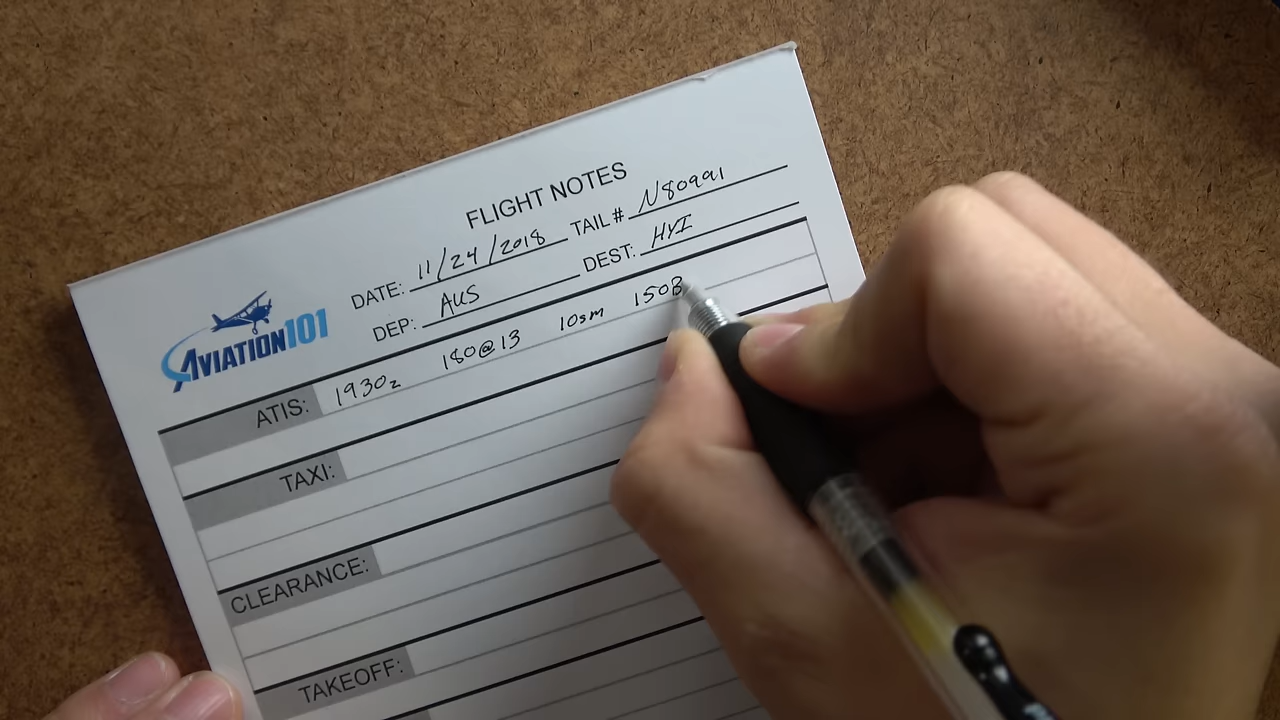 FLIGHT NOTES
AVIATION101
DATE: 11/24/2018 TAIL # N80991
DEP: AUS DEST: HYI
ATIS: 1930z 180@13 10sm 150B
TAXI:
CLEARANCE:
TAKEOFF: